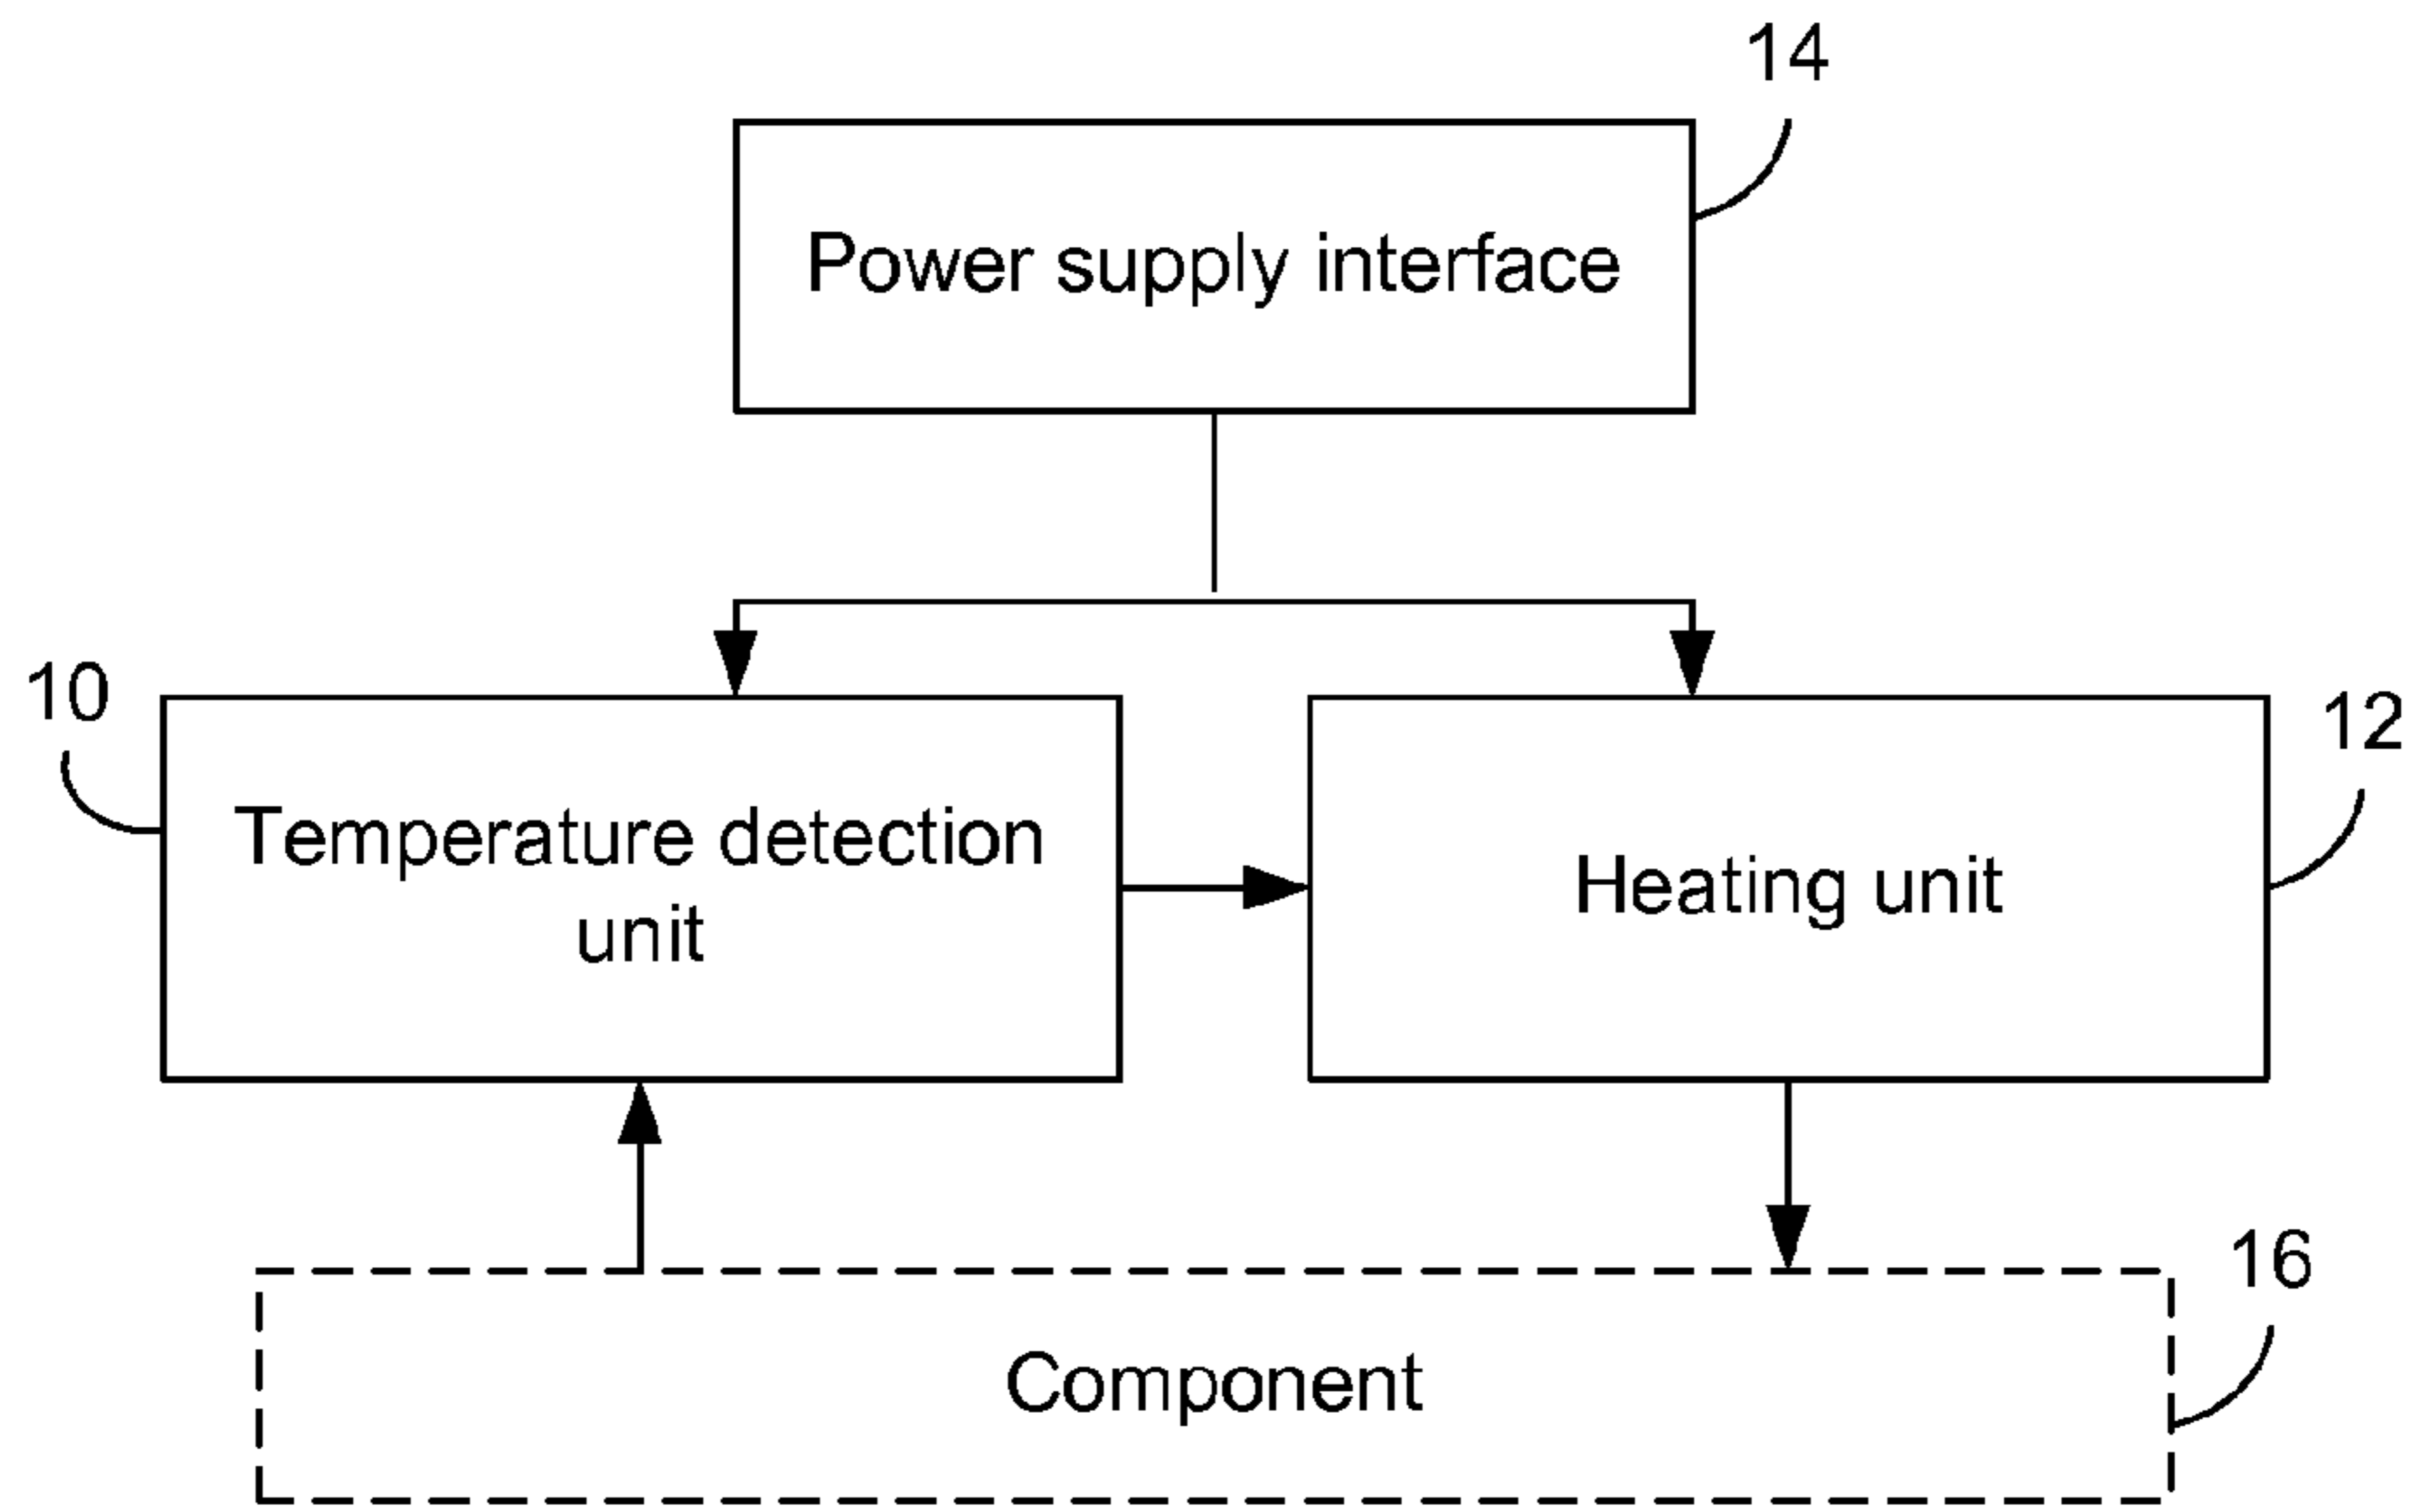 14
Power supply interface
10
12
Temperature detection
unit
Heating unit
16
Component